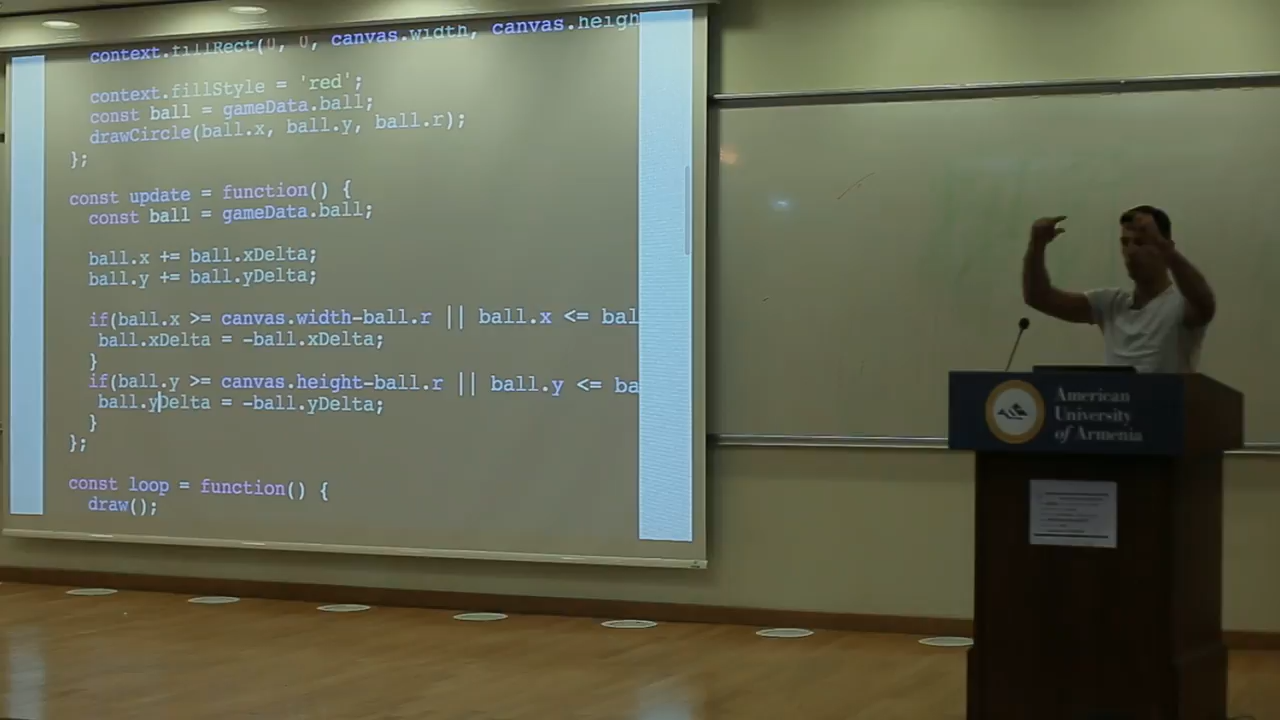 context.fillRect(0, 0, canvas.width, canvas.heigh
context.fillStyle = 'red';
const ball = gameData.ball;
drawCircle(ball.x, ball.y, ball.r);
};
const update = function() {
const ball = gameData.ball;
ball.x += ball.xDelta;
ball.y += ball.yDelta;
if(ball.x >= canvas.width-ball.r || ball.x <= bal
ball.xDelta = -ball.xDelta;
}
if(ball.y >= canvas.height-ball.r || ball.y <= ba
ball.yDelta = -ball.yDelta;
}
};
const loop = function() {
draw();
American
University
of Armenia